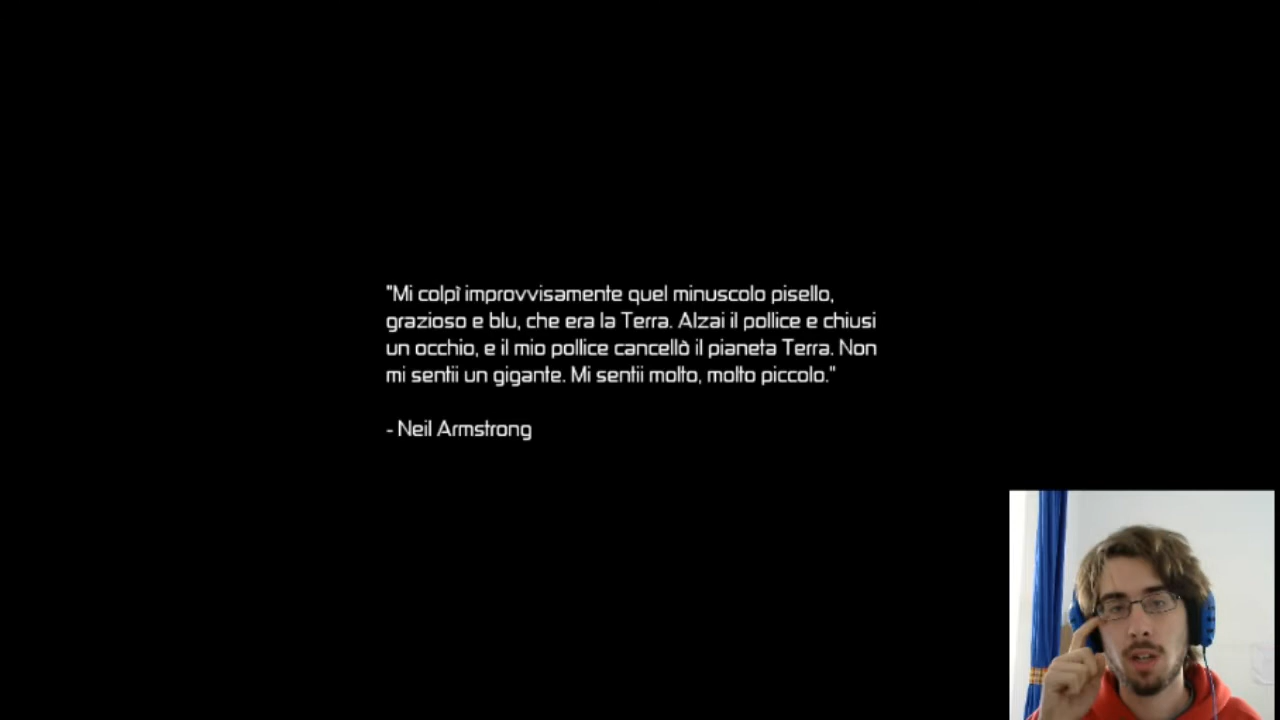 "Mi colpì improvvisamente quel minuscolo pisello,
grazioso e blu, che era la Terra. Alzai il pollice e chiusi
un occhio, e il mio pollice cancellò il pianeta Terra. Non
mi sentii un gigante. Mi sentii molto, molto piccolo."
- Neil Armstrong